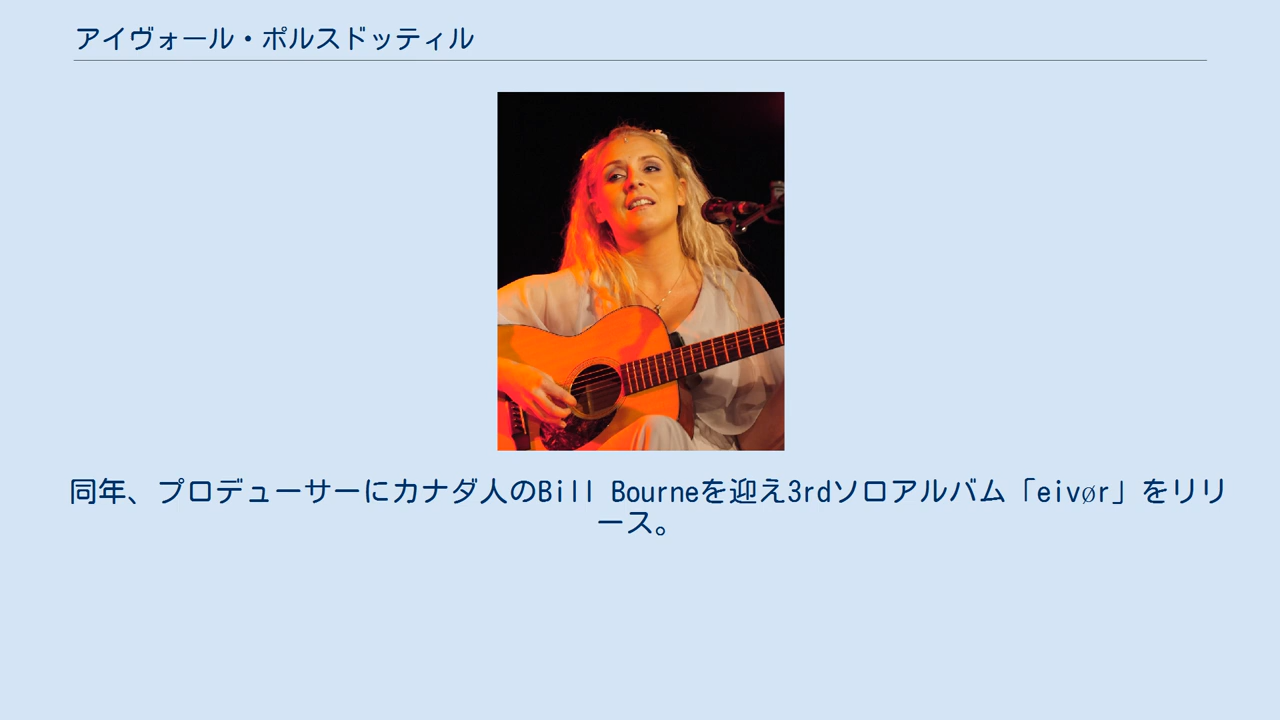 アイヴォール・ポルスドッティル
同年、プロデューサーにカナダ人のBill Bourneを迎え3rdソロアルバム「eivør」をリリ
ース。